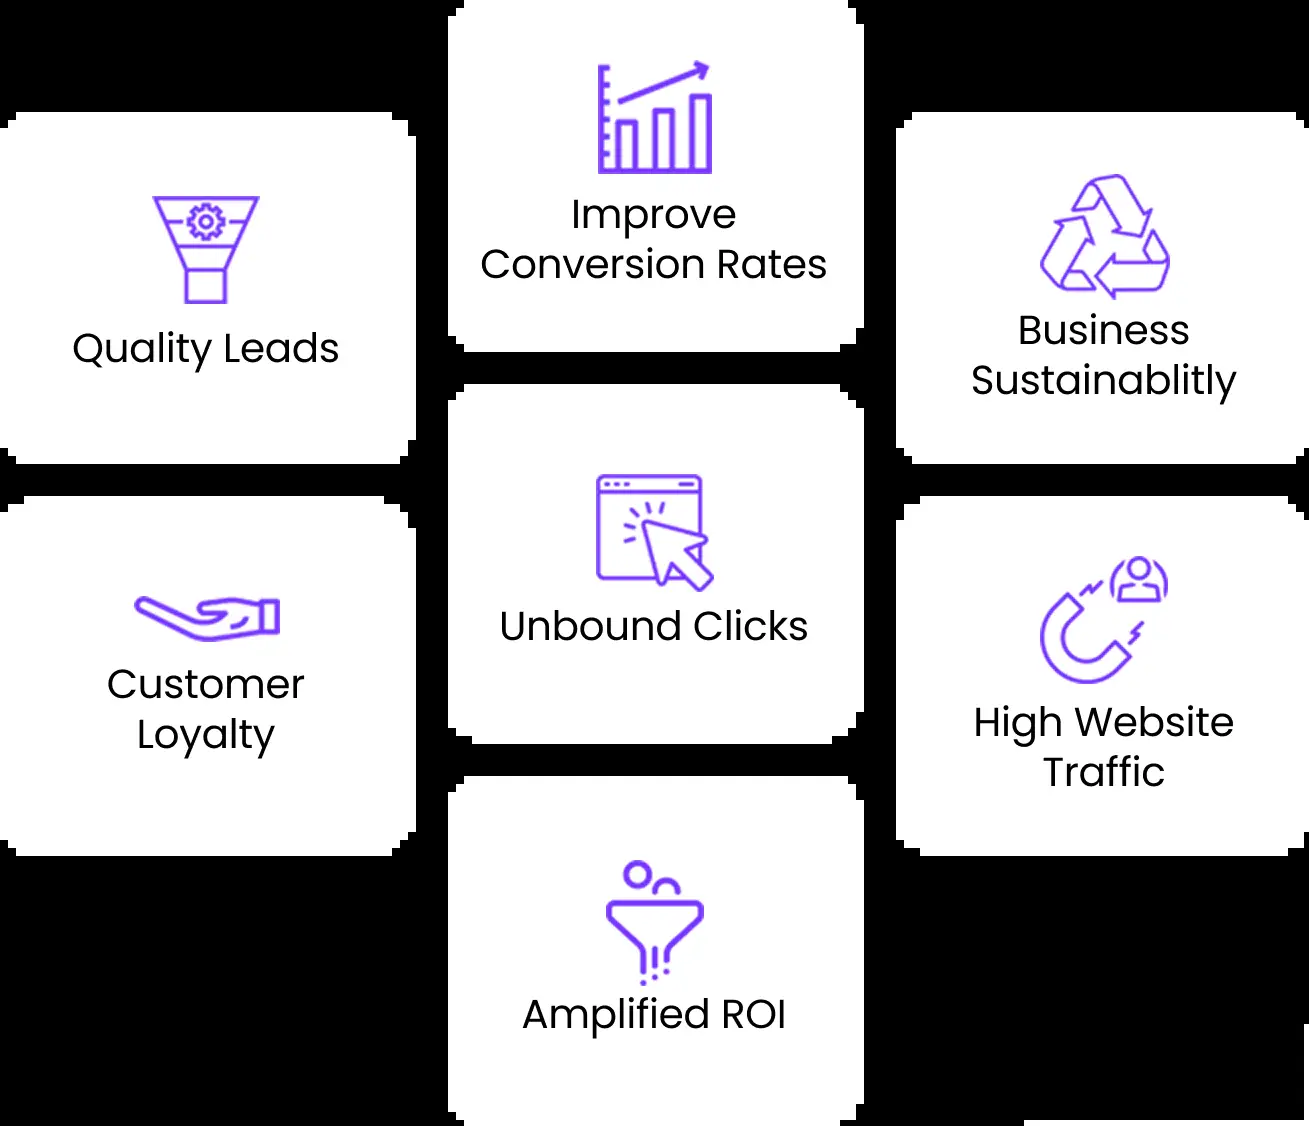 Improve
Conversion Rates
Quality Leads
Business
Sustainablitly
Unbound Clicks
Customer
Loyalty
High Website
Traffic
Amplified ROI